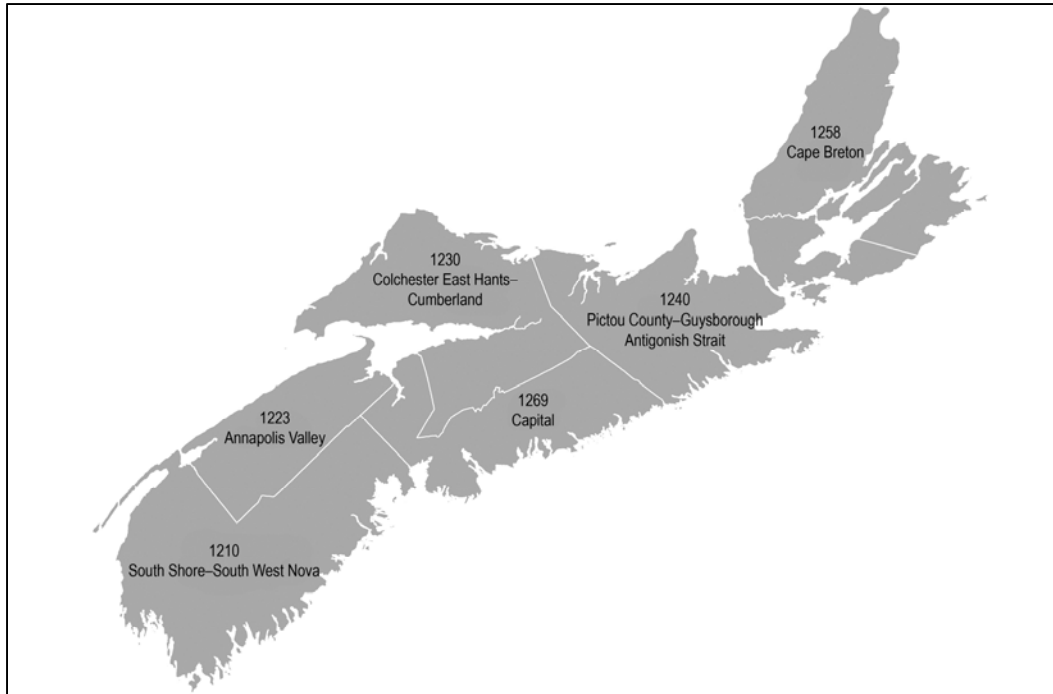 1258
Cape Breton
1230
Colchester East Hants–
Cumberland
1240
Pictou County–Guysborough
Antigonish Strait
1269
Capital
1223
Annapolis Valley
1210
South Shore–South West Nova